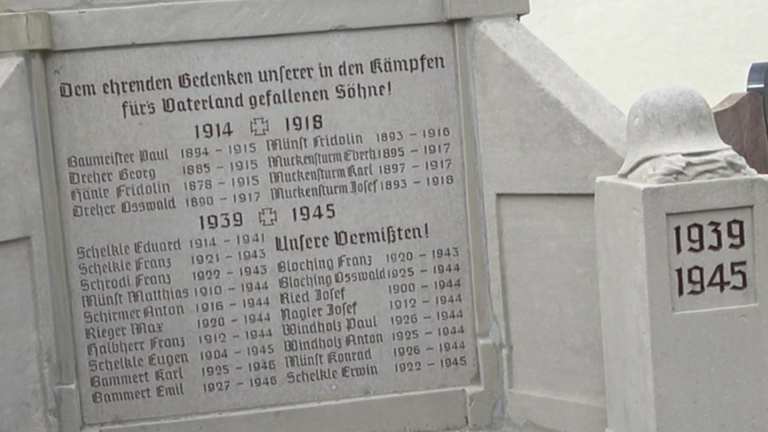 Dem ehrenden Gedenken unserer in den Kämpfen
für's Vaterland gefallenen Söhne!
1914 1918
Baumeister Paul 1894 - 1915
Dreher Georg 1885 - 1915
Hänle Fridolin 1878 - 1915
Dreher Osswald 1890 - 1917
Münst Fridolin 1893 - 1916
Muckensturm Eberh 1895 - 1917
Muckensturm Karl 1897 - 1917
Muckensturm Josef 1893 - 1918
1939 1945
Schelkle Eduard 1914 - 1941
Schelkle Franz 1921 - 1943
Schrodi Franz 1922 - 1943
Münst Matthias 1910 - 1944
Schirmer Anton 1916 - 1944
Rieger Max 1920 - 1944
Halbherr Franz 1912 - 1944
Schelkle Eugen 1904 - 1945
Bammert Karl 1925 - 1946
Bammert Emil 1927 - 1946
Unsere Vermißten!
Bloching Franz 1920 - 1943
Bloching Osswald 1925 - 1944
Ried Josef 1900 - 1944
Nagler Josef 1912 - 1944
Windholz Paul 1926 - 1944
Windholz Anton 1925 - 1944
Münst Konrad 1926 - 1944
Schelkle Erwin 1922 - 1945
1939
1945